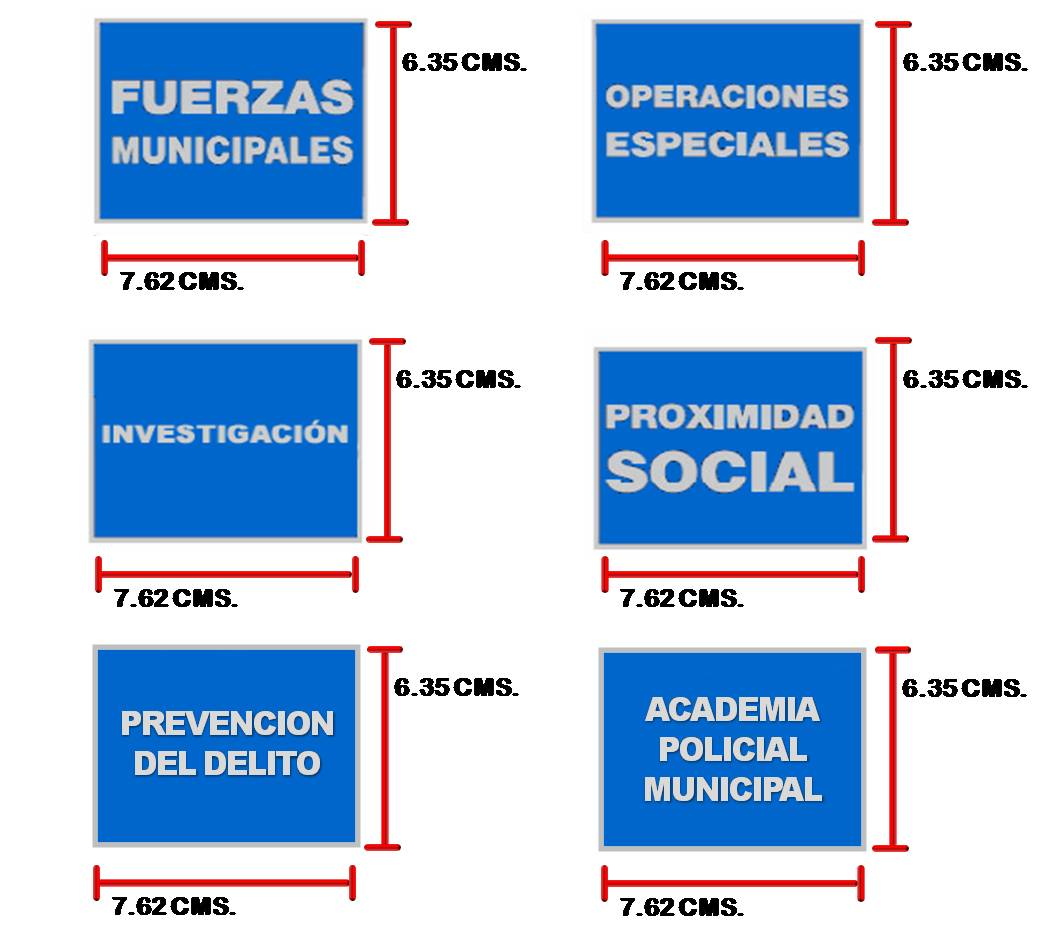 FUERZAS
MUNICIPALES
6.35 CMS.
7.62 CMS.
OPERACIONES
ESPECIALES
6.35 CMS.
7.62 CMS.
INVESTIGACIÓN
6.35 CMS.
7.62 CMS.
PROXIMIDAD
SOCIAL
6.35 CMS.
7.62 CMS.
PREVENCION
DEL DELITO
6.35 CMS.
7.62 CMS.
ACADEMIA
POLICIAL
MUNICIPAL
6.35 CMS.
7.62 CMS.